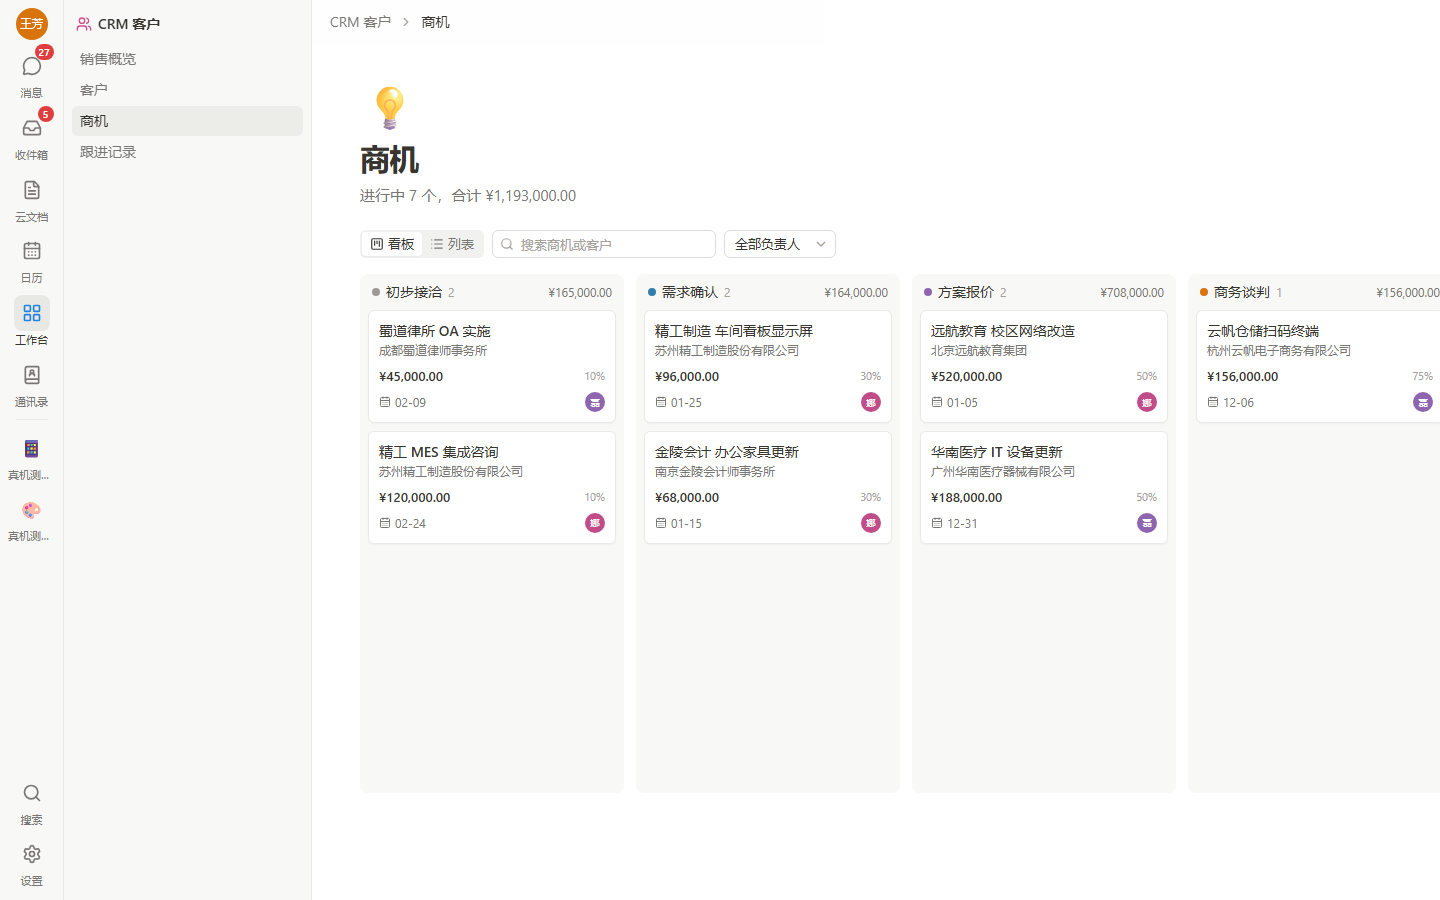 王芳
27
消息
5
收件箱
云文档
日历
工作台
通讯录
真机测...
真机测...
搜索
设置
CRM 客户
销售概览
客户
商机
跟进记录
CRM 客户 > 商机
商机
进行中 7 个，合计 ¥1,193,000.00
看板
列表
搜索商机或客户
全部负责人
初步接洽 2 ¥165,000.00
蜀道律所 OA 实施
成都蜀道律师事务所
¥45,000.00 10%
02-09 磊
精工 MES 集成咨询
苏州精工制造股份有限公司
¥120,000.00 10%
02-24 娜
需求确认 2 ¥164,000.00
精工制造 车间看板显示屏
苏州精工制造股份有限公司
¥96,000.00 30%
01-25 娜
金陵会计 办公家具更新
南京金陵会计师事务所
¥68,000.00 30%
01-15 娜
方案报价 2 ¥708,000.00
远航教育 校区网络改造
北京远航教育集团
¥520,000.00 50%
01-05 娜
华南医疗 IT 设备更新
广州华南医疗器械有限公司
¥188,000.00 50%
12-31 磊
商务谈判 1 ¥156,000.00
云帆仓储扫码终端
杭州云帆电子商务有限公司
¥156,000.00 75%
12-06 磊